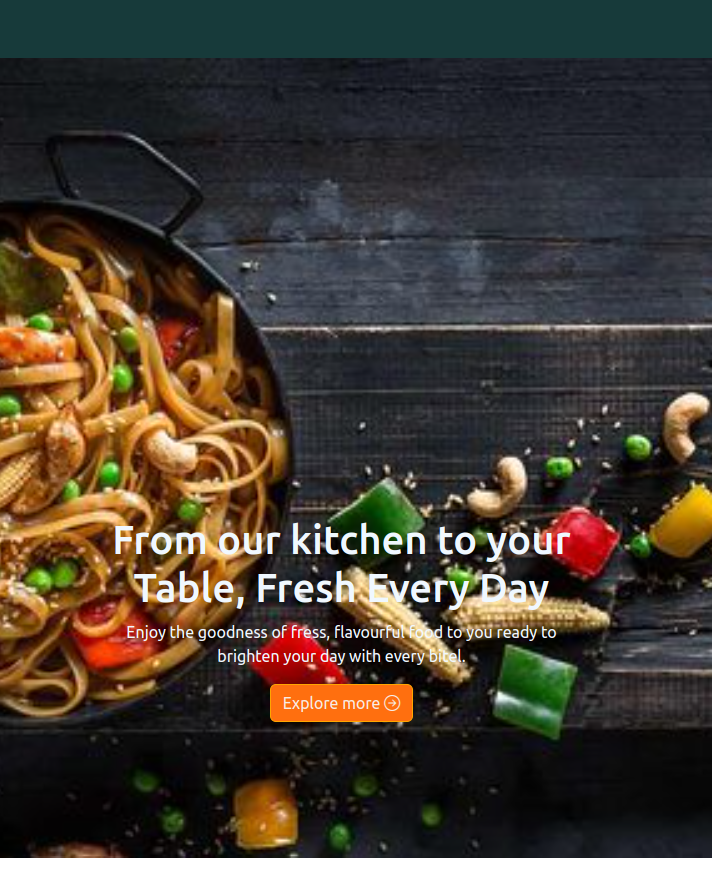 From our kitchen to your
Table, Fresh Every Day
Enjoy the goodness of fress, flavourful food to you ready to
brighten your day with every bitel.
Explore more